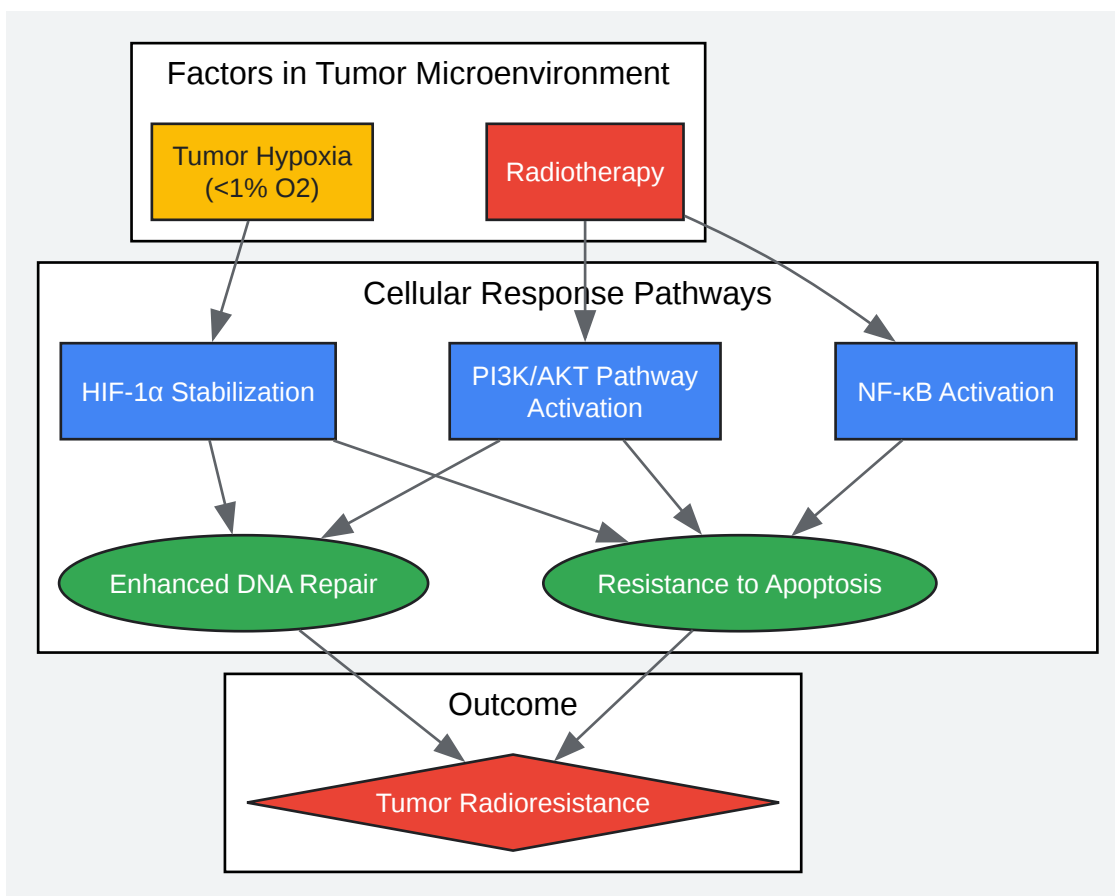 Factors in Tumor Microenvironment
Tumor Hypoxia
(<1% O2)
Radiotherapy
Cellular Response Pathways
HIF-1α Stabilization
PI3K/AKT Pathway
Activation
NF-κB Activation
Enhanced DNA Repair
Resistance to Apoptosis
Outcome
Tumor Radioresistance